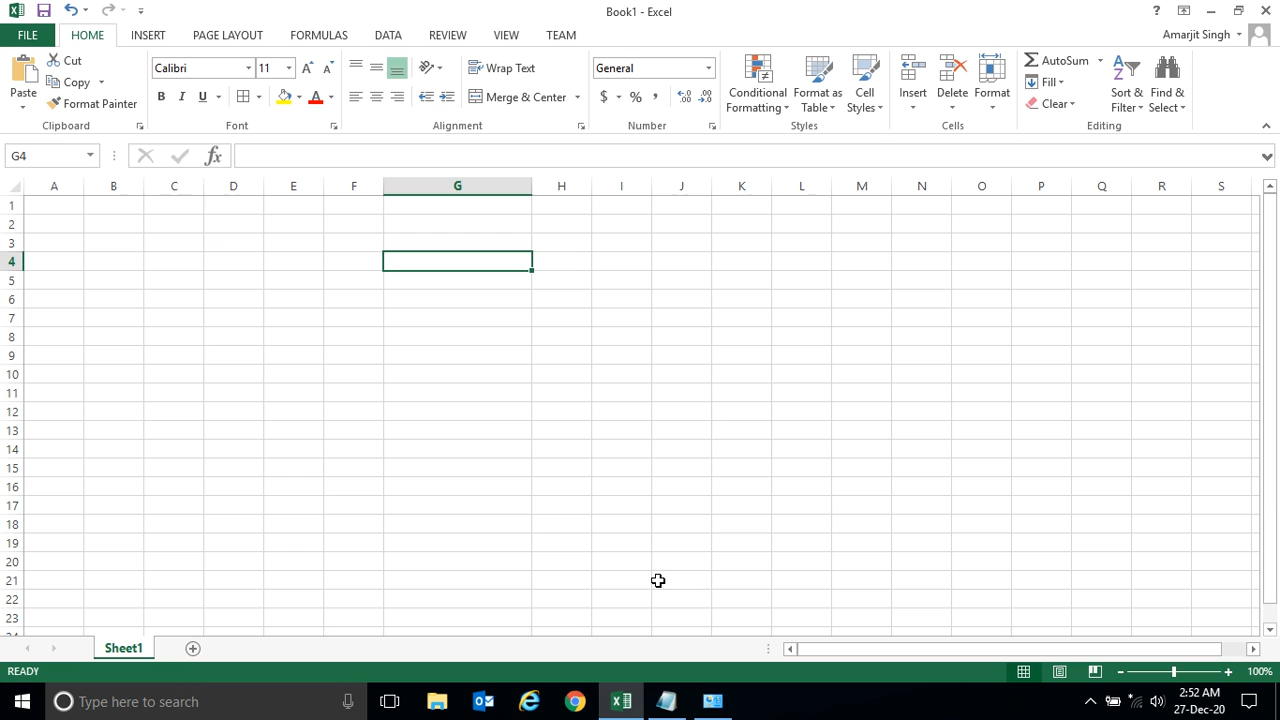 Book1 - Excel
?
FILE HOME INSERT PAGE LAYOUT FORMULAS DATA REVIEW VIEW TEAM
Amarjit Singh
Paste
Cut
Copy
Format Painter
Clipboard
Calibri 11
B I U A
Font
Wrap Text
Merge & Center
Alignment
General
$ % ,
Number
Conditional Formatting
Format as Table
Cell Styles
Styles
Insert
Delete
Format
Cells
AutoSum
Fill
Clear
Sort & Filter
Find & Select
Editing
G4
fx
A B C D E F G H I J K L M N O P Q R S
1
2
3
4
5
6
7
8
9
10
11
12
13
14
15
16
17
18
19
20
21
22
23
24
Sheet1
READY
100%
Type here to search
2:52 AM
27-Dec-20